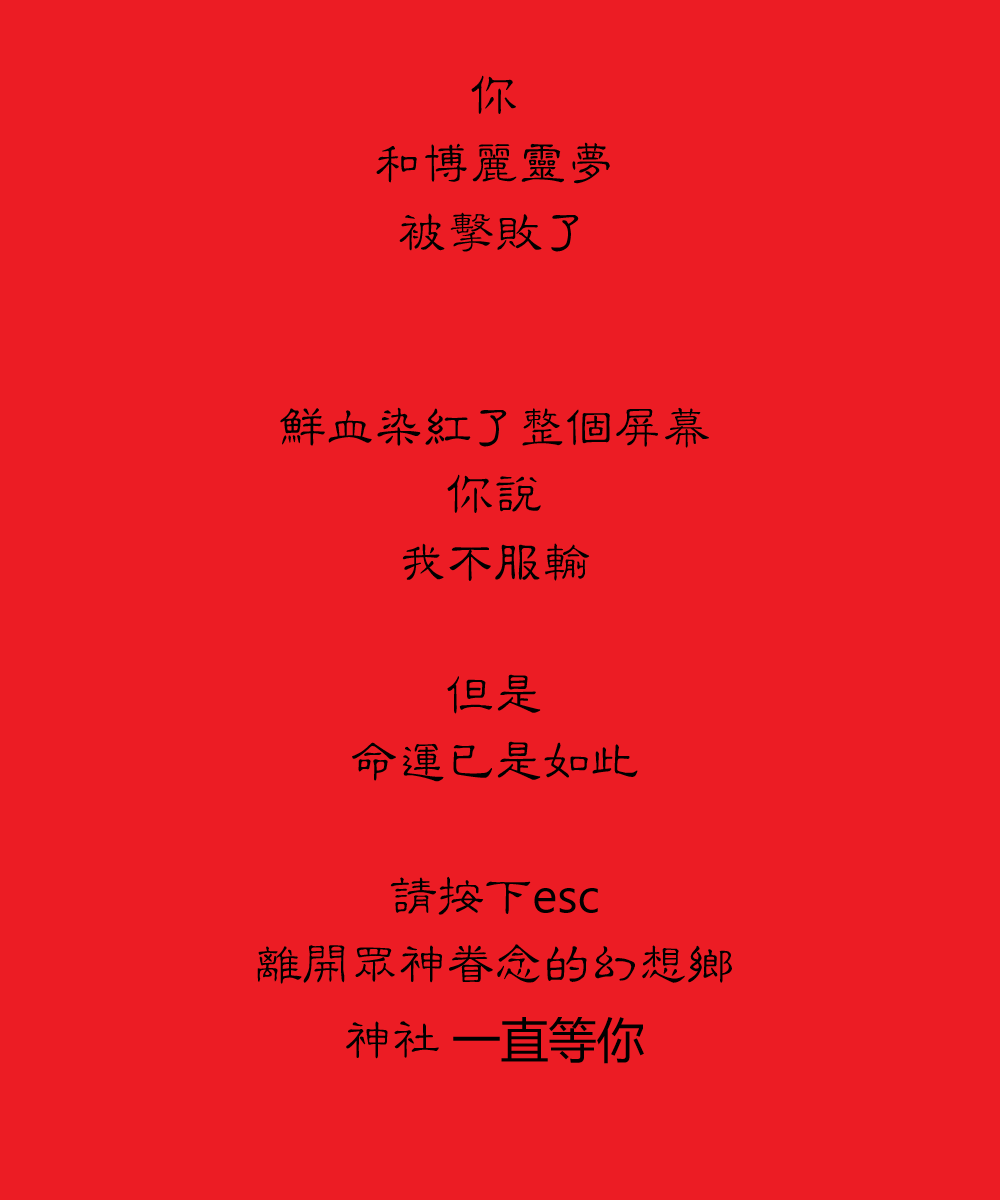 你
和博麗靈夢
被擊敗了
鮮血染紅了整個屏幕
你說
我不服輸
但是
命運已是如此
請按下esc
離開眾神眷念的幻想鄉
神社 一直等你